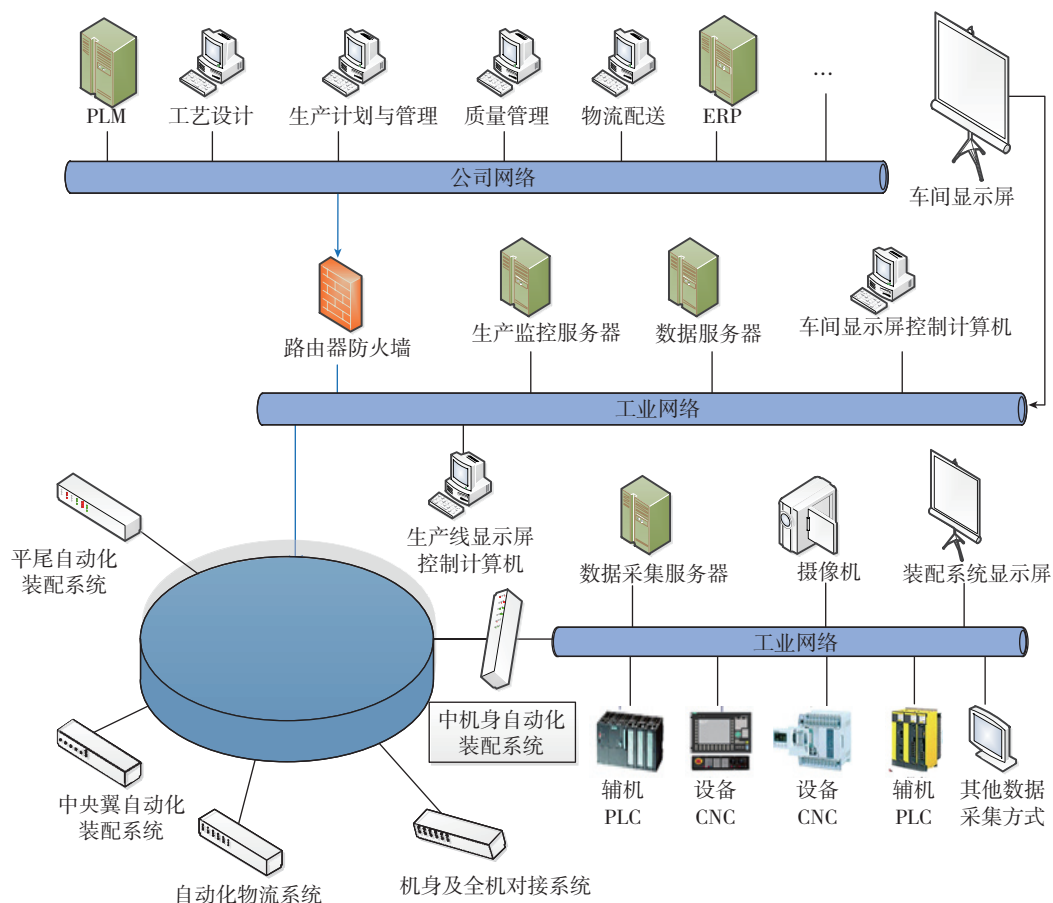 PLM
工艺设计
生产计划与管理
质量管理
物流配送
ERP
…
公司网络
车间显示屏
路由器防火墙
生产监控服务器
数据服务器
车间显示屏控制计算机
工业网络
平尾自动化
装配系统
生产线显示屏
控制计算机
数据采集服务器
摄像机
装配系统显示屏
工业网络
中机身自动化
装配系统
辅机
PLC
设备
CNC
设备
CNC
辅机
PLC
其他数据
采集方式
中央翼自动化
装配系统
自动化物流系统
机身及全机对接系统